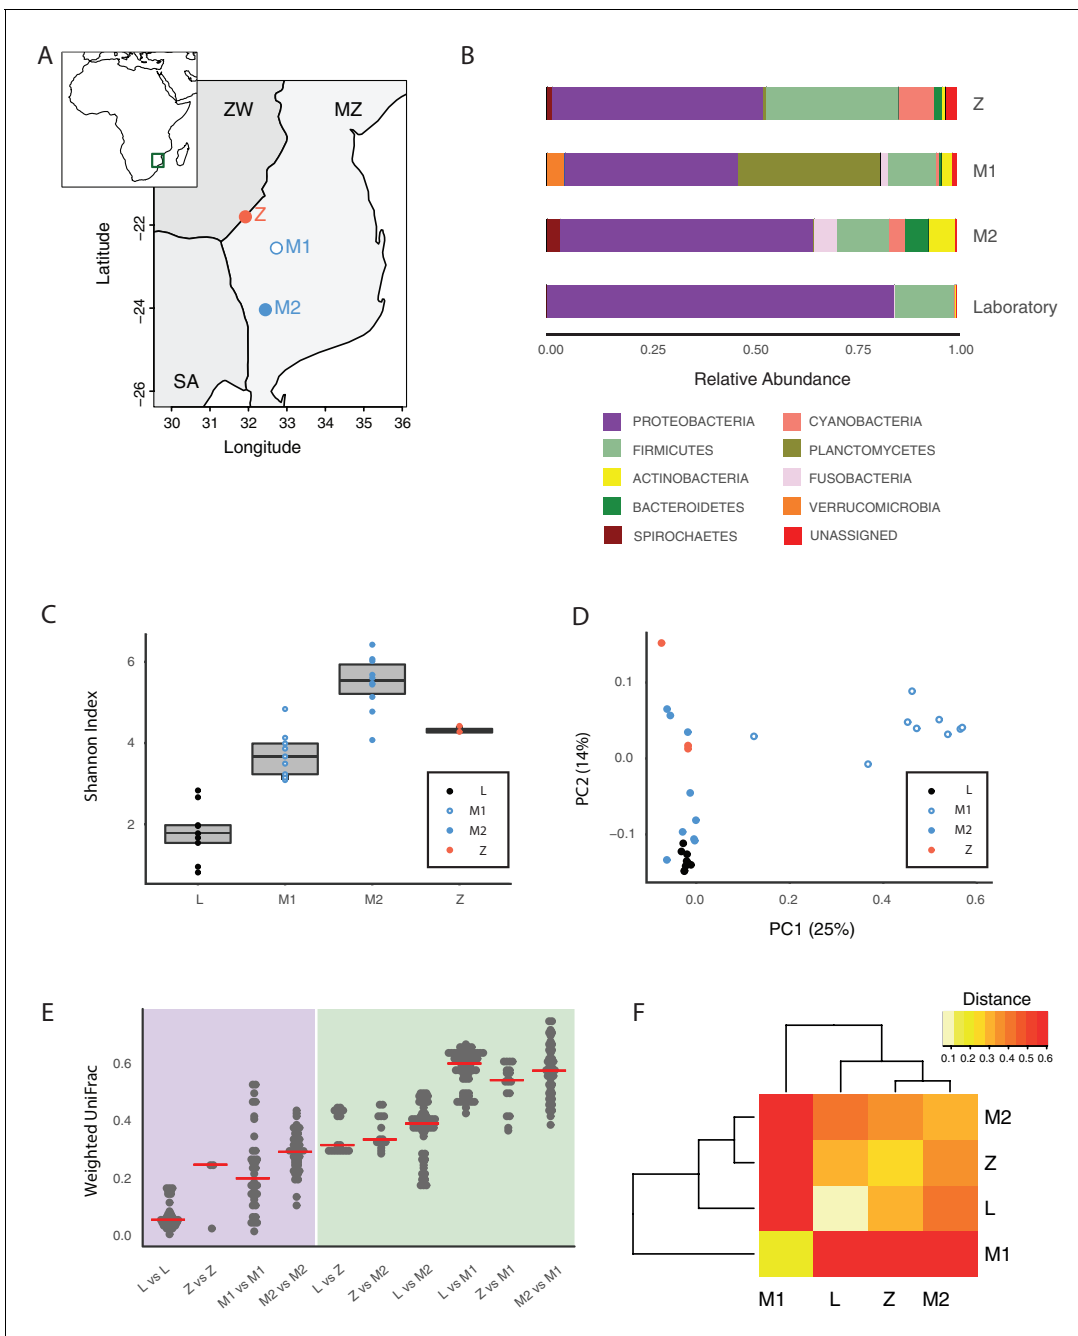 A
ZW
MZ
Z
M1
M2
SA
Latitude
−22
−24
−26
30 31 32 33 34 35 36
Longitude
B
Z
M1
M2
Laboratory
0.00 0.25 0.50 0.75 1.00
Relative Abundance
PROTEOBACTERIA CYANOBACTERIA
FIRMICUTES PLANCTOMYCETES
ACTINOBACTERIA FUSOBACTERIA
BACTEROIDETES VERRUCOMICROBIA
SPIROCHAETES UNASSIGNED
C
Shannon Index
6
4
2
L M1 M2 Z
L
M1
M2
Z
D
PC2 (14%)
0.1
0.0
−0.1
0.0 0.2 0.4 0.6
PC1 (25%)
L
M1
M2
Z
E
Weighted UniFrac
0.6
0.4
0.2
0.0
L vs L
Z vs Z
M1 vs M1
M2 vs M2
L vs Z
Z vs M2
L vs M2
L vs M1
Z vs M1
M2 vs M1
F
Distance
0.1 0.2 0.3 0.4 0.5 0.6
M2
Z
L
M1
M1 L Z M2